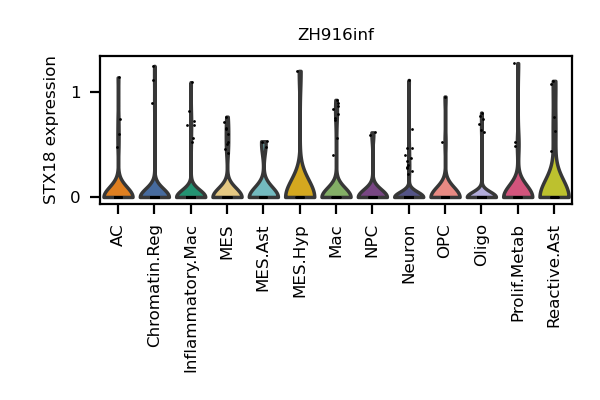 ZH916inf
STX18 expression
1
0
AC
Chromatin.Reg
Inflammatory.Mac
MES
MES.Ast
MES.Hyp
Mac
NPC
Neuron
OPC
Oligo
Prolif.Metab
Reactive.Ast